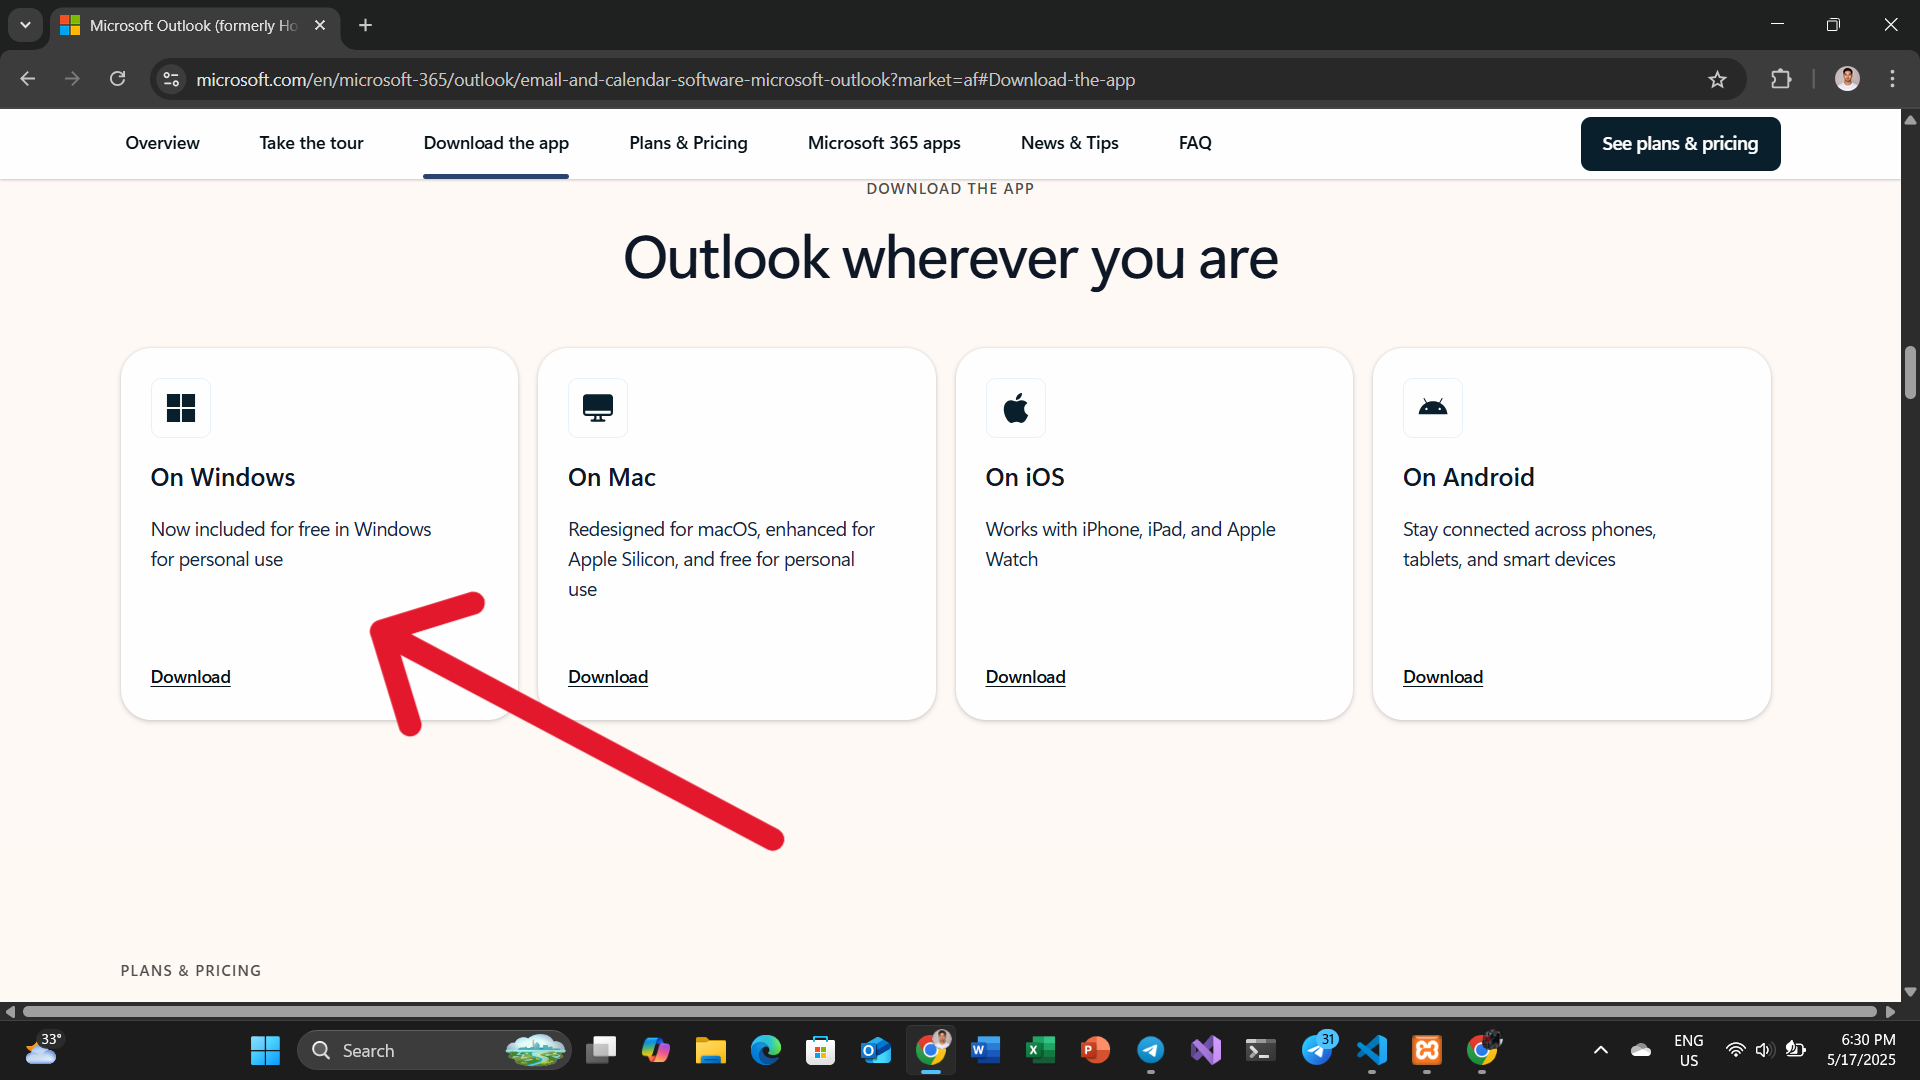 Microsoft Outlook (formerly Ho
microsoft.com/en/microsoft-365/outlook/email-and-calendar-software-microsoft-outlook?market=af#Download-the-app
Overview
Take the tour
Download the app
Plans & Pricing
Microsoft 365 apps
News & Tips
FAQ
See plans & pricing
DOWNLOAD THE APP
Outlook wherever you are
On Windows
Now included for free in Windows
for personal use
Download
On Mac
Redesigned for macOS, enhanced for
Apple Silicon, and free for personal
use
Download
On iOS
Works with iPhone, iPad, and Apple
Watch
Download
On Android
Stay connected across phones,
tablets, and smart devices
Download
PLANS & PRICING
33°
Search
31
ENG
US
6:30 PM
5/17/2025